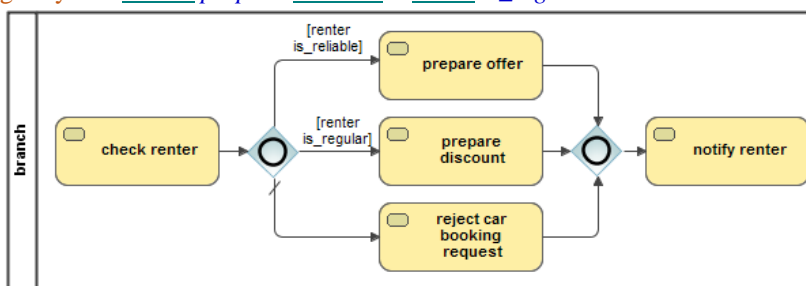 branch
check renter
[renter
is_reliable]
prepare offer
[renter
is_regular]
prepare
discount
reject car
booking
request
notify renter